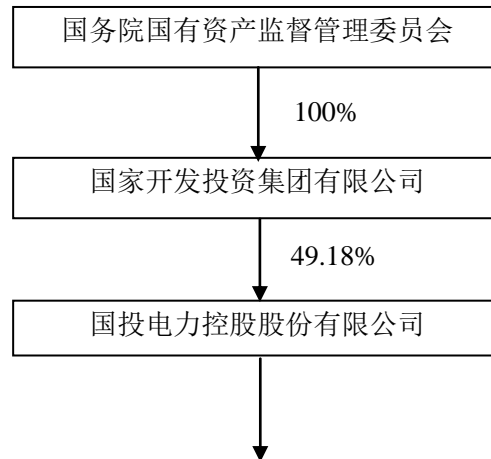 国务院国有资产监督管理委员会
100%
国家开发投资集团有限公司
49.18%
国投电力控股股份有限公司